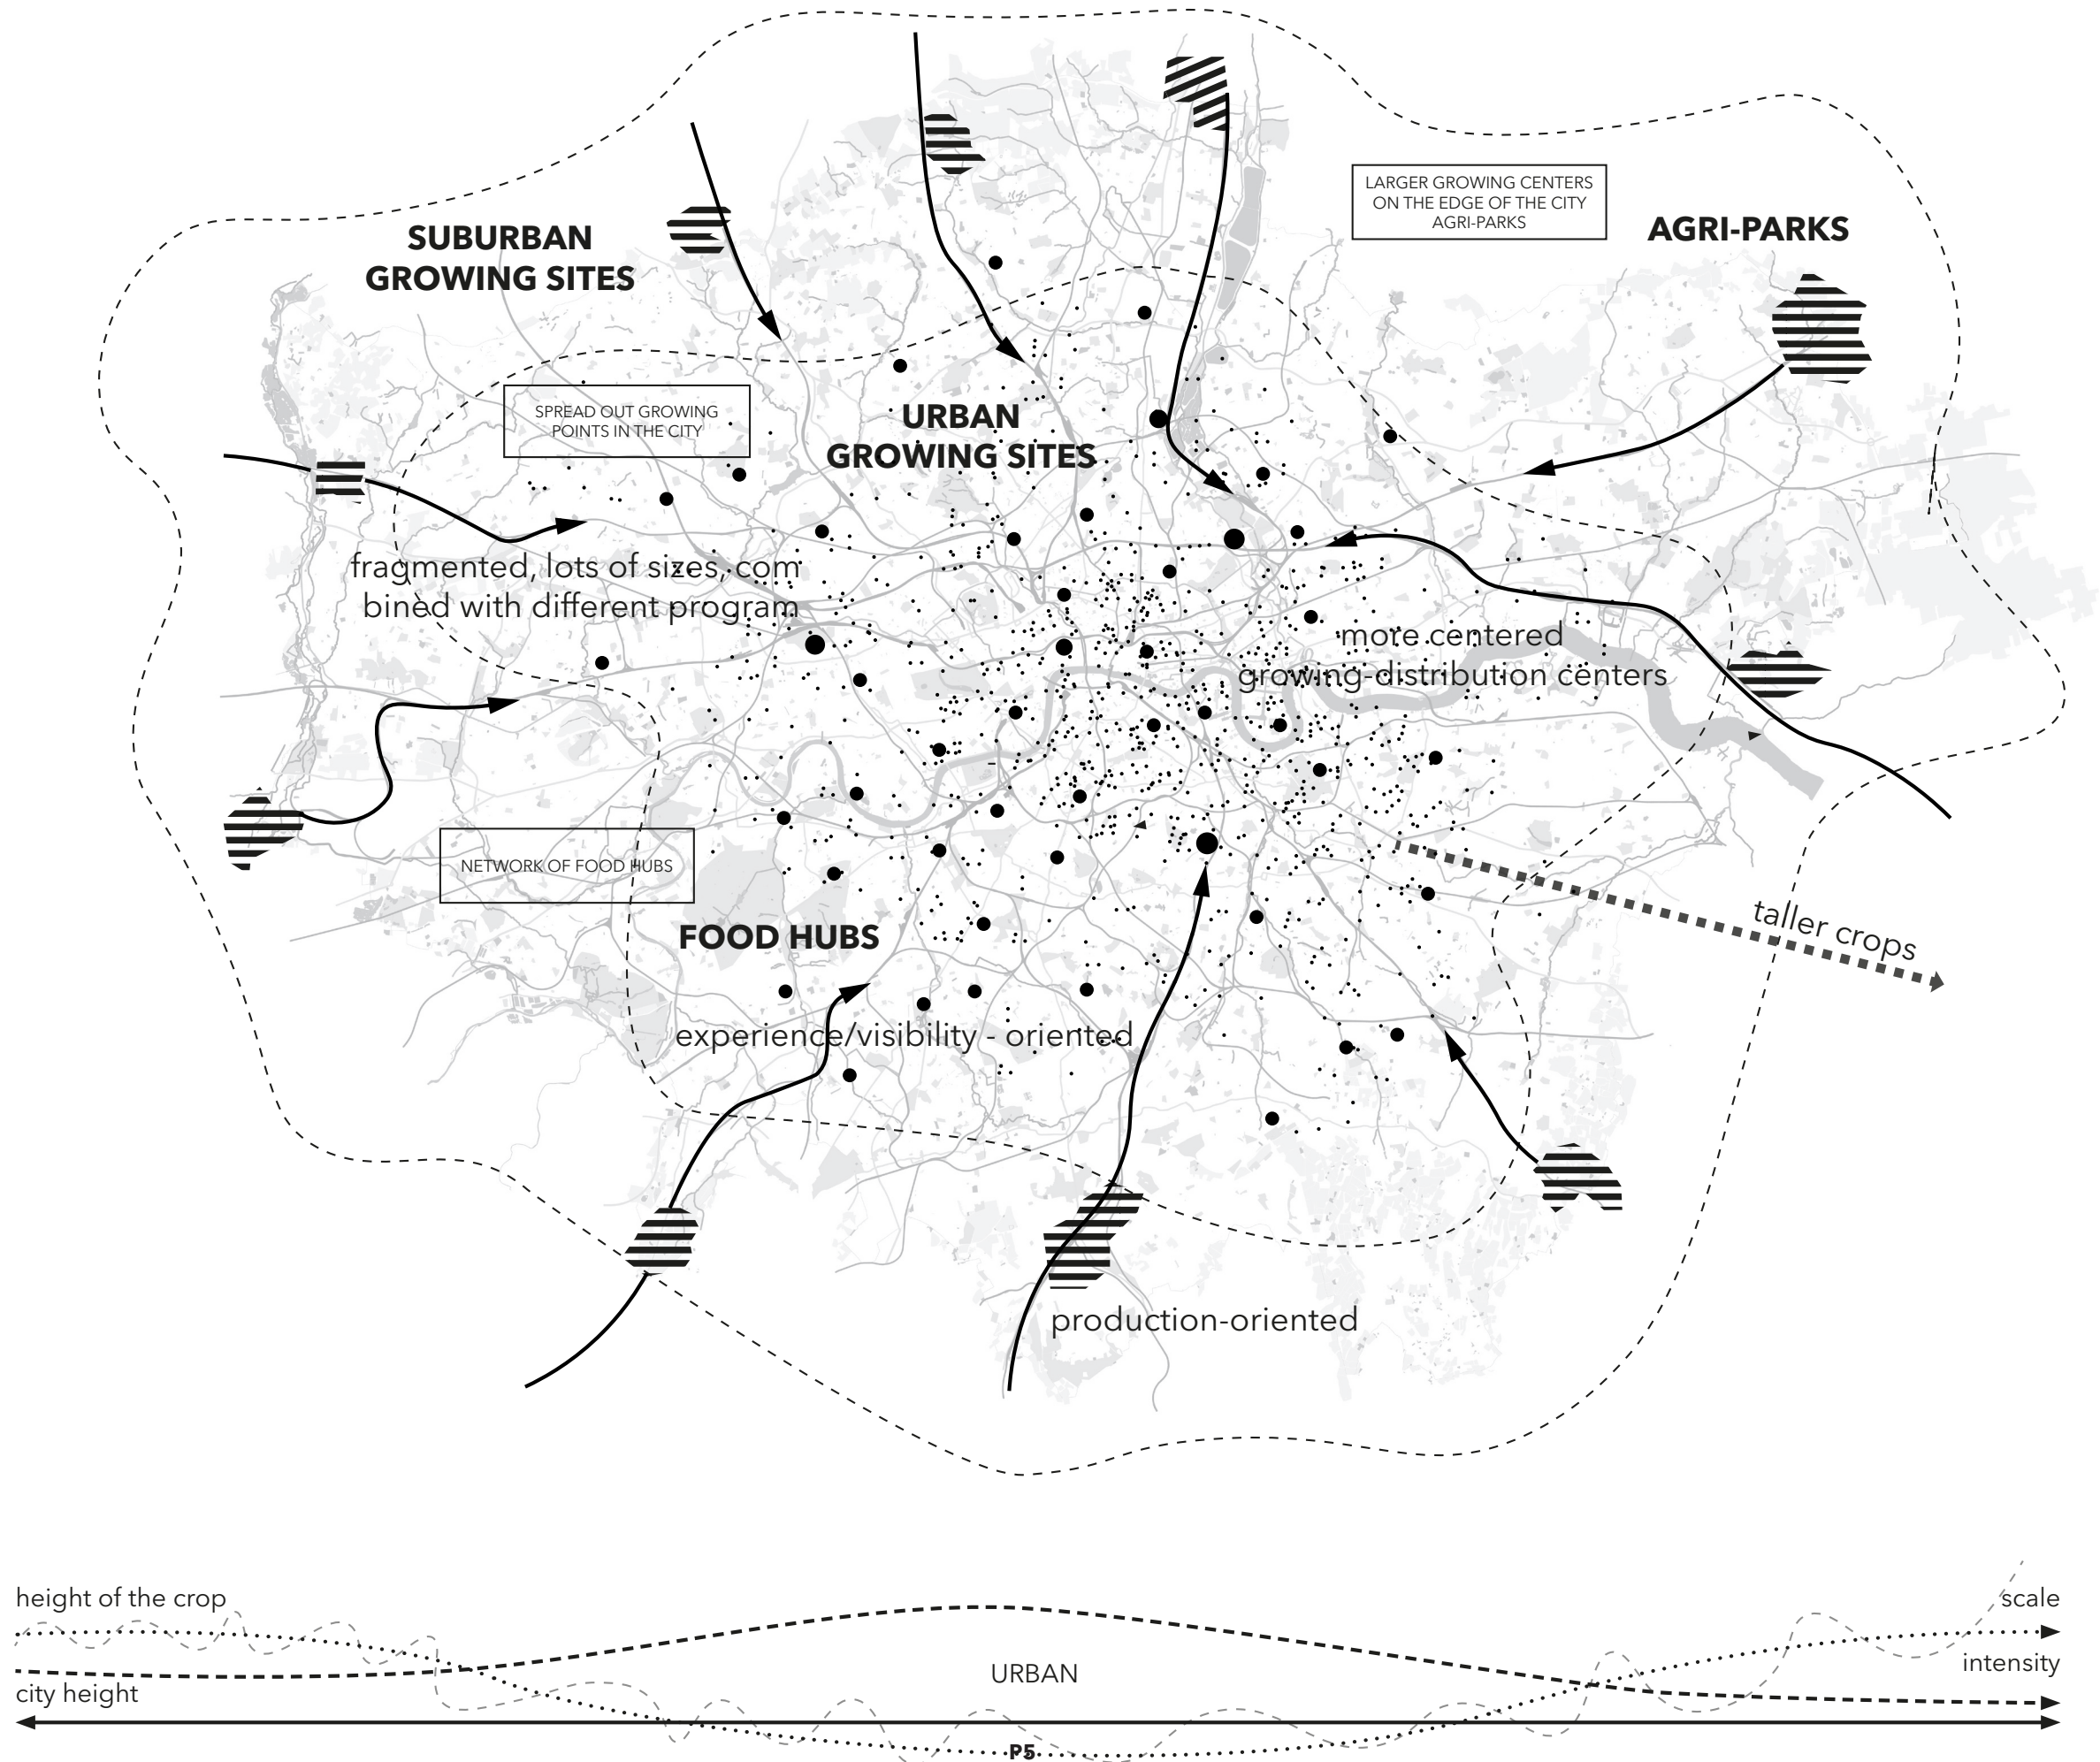 LARGER GROWING CENTERS
ON THE EDGE OF THE CITY
AGRI-PARKS
AGRI-PARKS
SUBURBAN
GROWING SITES
SPREAD OUT GROWING
POINTS IN THE CITY
URBAN
GROWING SITES
fragmented, lots of sizes, com
bined with different program
more centered
growing-distribution centers
NETWORK OF FOOD HUBS
FOOD HUBS
taller crops
experience/visibility - oriented
production-oriented
height of the crop
scale
URBAN
intensity
city height
P5